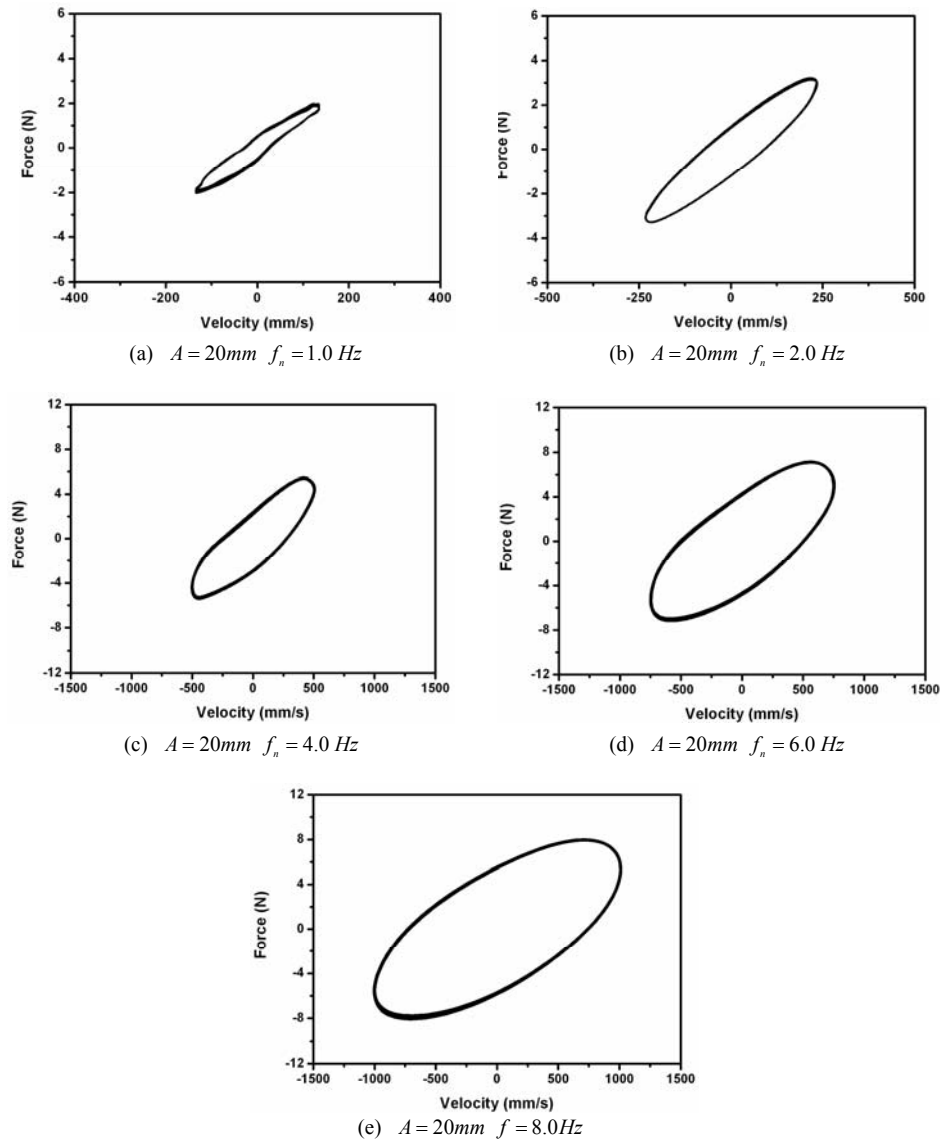 6
4
2
0
-2
-4
-6
Force (N)
-400 -200 0 200 400
Velocity (mm/s)
(a) A = 20mm f_n = 1.0 Hz
6
4
2
0
-2
-4
-6
Force (N)
-500 -250 0 250 500
Velocity (mm/s)
(b) A = 20mm f_n = 2.0 Hz
12
8
4
0
-4
-8
-12
Force (N)
-1500 -1000 -500 0 500 1000 1500
Velocity (mm/s)
(c) A = 20mm f_n = 4.0 Hz
12
8
4
0
-4
-8
-12
Force (N)
-1500 -1000 -500 0 500 1000 1500
Velocity (mm/s)
(d) A = 20mm f_n = 6.0 Hz
12
8
4
0
-4
-8
-12
Force (N)
-1500 -1000 -500 0 500 1000 1500
Velocity (mm/s)
(e) A = 20mm f = 8.0Hz